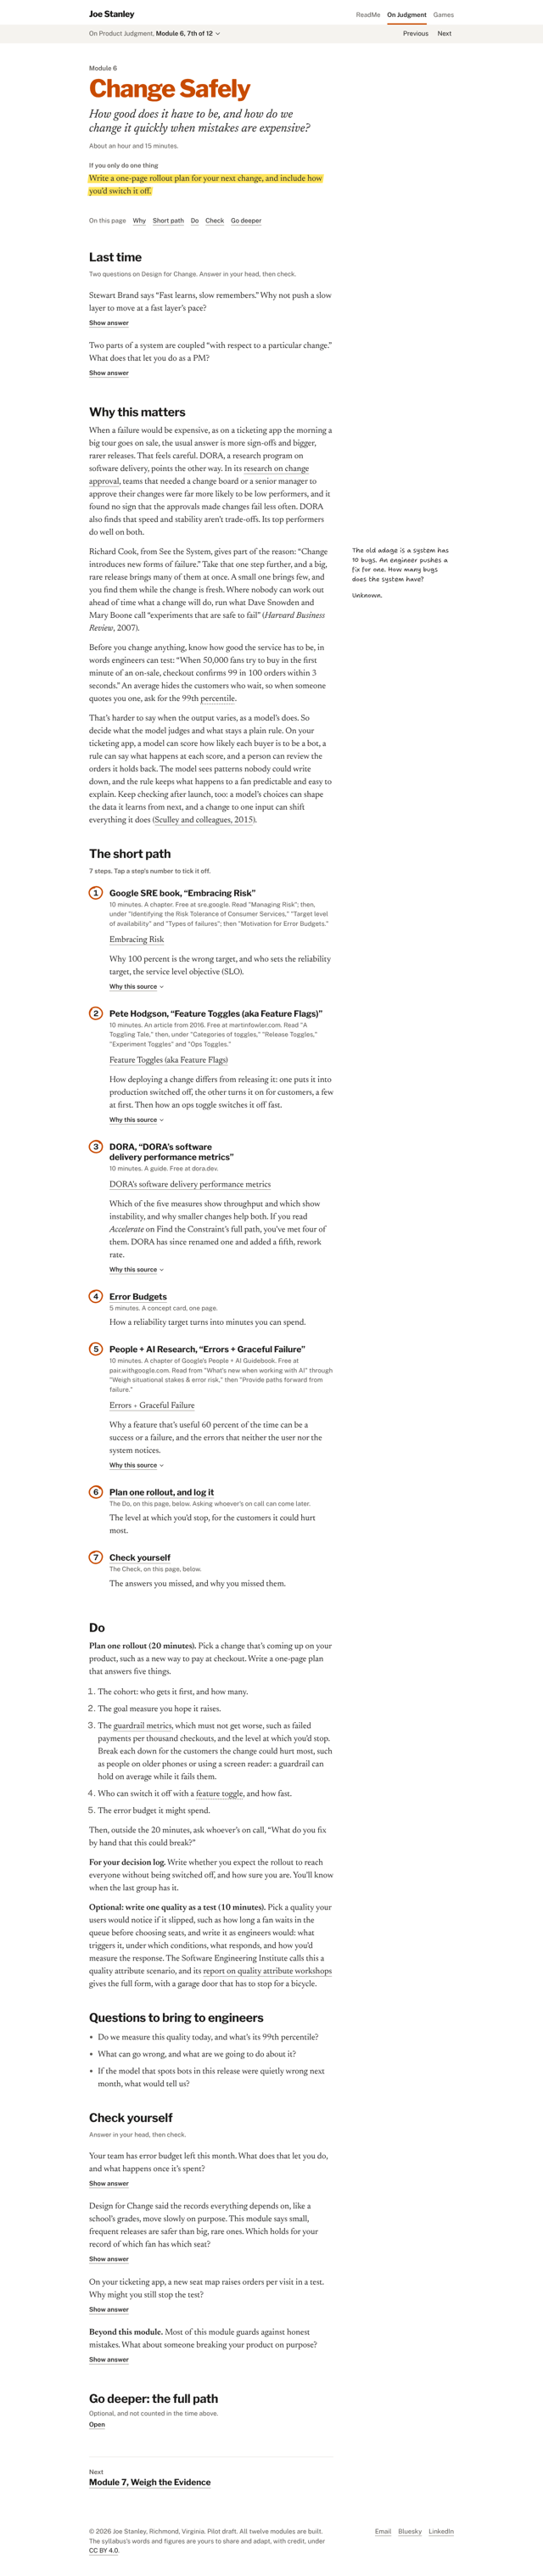 Joe Stanley
ReadMe On Judgment Games
On Product Judgment, Module 6, 7th of 12
Previous Next
Module 6
Change Safely
How good does it have to be, and how do we
change it quickly when mistakes are expensive?
About an hour and 15 minutes.
If you only do one thing
Write a one-page rollout plan for your next change, and include how
you'd switch it off.
On this page Why Short path Do Check Go deeper
Last time
Two questions on Design for Change. Answer in your head, then check.
Stewart Brand says “Fast learns, slow remembers.” Why not push a slow
layer to move at a fast layer's pace?
Show answer
Two parts of a system are coupled “with respect to a particular change.”
What does that let you do as a PM?
Show answer
Why this matters
When a failure would be expensive, as on a ticketing app the morning a
big tour goes on sale, the usual answer is more sign-offs and bigger,
rarer releases. That feels careful. DORA, a research program on
software delivery, points the other way. In its research on change
approval, teams that needed a change board or a senior manager to
approve their changes were far more likely to be low performers, and it
found no sign that the approvals made changes fail less often. DORA
also finds that speed and stability aren't trade-offs. Its top performers
do well on both.
Richard Cook, from See the System, gives part of the reason: “Change
introduces new forms of failure.” Take that one step further, and a big,
rare release brings many of them at once. A small one brings few, and
you find them while the change is fresh. Where nobody can work out
ahead of time what a change will do, run what Dave Snowden and
Mary Boone call “experiments that are safe to fail” (Harvard Business
Review, 2007).
The old adage is a system has
10 bugs. An engineer pushes a
fix for one. How many bugs
does the system have?
Unknown.
Before you change anything, know how good the service has to be, in
words engineers can test: “When 50,000 fans try to buy in the first
minute of an on-sale, checkout confirms 99 in 100 orders within 3
seconds.” An average hides the customers who wait, so when someone
quotes you one, ask for the 99th percentile.
That's harder to say when the output varies, as a model's does. So
decide what the model judges and what stays a plain rule. On your
ticketing app, a model can score how likely each buyer is to be a bot, a
rule can say what happens at each score, and a person can review the
orders it holds back. The model sees patterns nobody could write
down, and the rule keeps what happens to a fan predictable and easy to
explain. Keep checking after launch, too: a model's choices can shape
the data it learns from next, and a change to one input can shift
everything it does (Sculley and colleagues, 2015).
The short path
7 steps. Tap a step's number to tick it off.
1 Google SRE book, “Embracing Risk”
10 minutes. A chapter. Free at sre.google. Read "Managing Risk"; then,
under "Identifying the Risk Tolerance of Consumer Services," "Target level
of availability" and "Types of failures"; then "Motivation for Error Budgets."
Embracing Risk
Why 100 percent is the wrong target, and who sets the reliability
target, the service level objective (SLO).
Why this source
2 Pete Hodgson, “Feature Toggles (aka Feature Flags)”
10 minutes. An article from 2016. Free at martinfowler.com. Read "A
Toggling Tale," then, under "Categories of toggles," "Release Toggles,"
"Experiment Toggles" and "Ops Toggles."
Feature Toggles (aka Feature Flags)
How deploying a change differs from releasing it: one puts it into
production switched off, the other turns it on for customers, a few
at first. Then how an ops toggle switches it off fast.
Why this source
3 DORA, “DORA's software
delivery performance metrics”
10 minutes. A guide. Free at dora.dev.
DORA's software delivery performance metrics
Which of the five measures show throughput and which show
instability, and why smaller changes help both. If you read
Accelerate on Find the Constraint's full path, you've met four of
them. DORA has since renamed one and added a fifth, rework
rate.
Why this source
4 Error Budgets
5 minutes. A concept card, one page.
How a reliability target turns into minutes you can spend.
5 People + AI Research, “Errors + Graceful Failure”
10 minutes. A chapter of Google's People + AI Guidebook. Free at
pair.withgoogle.com. Read from "What's new when working with AI" through
"Weigh situational stakes & error risk," then "Provide paths forward from
failure."
Errors + Graceful Failure
Why a feature that's useful 60 percent of the time can be a
success or a failure, and the errors that neither the user nor the
system notices.
Why this source
6 Plan one rollout, and log it
The Do, on this page, below. Asking whoever's on call can come later.
The level at which you'd stop, for the customers it could hurt
most.
7 Check yourself
The Check, on this page, below.
The answers you missed, and why you missed them.
Do
Plan one rollout (20 minutes). Pick a change that's coming up on your
product, such as a new way to pay at checkout. Write a one-page plan
that answers five things.
1. The cohort: who gets it first, and how many.
2. The goal measure you hope it raises.
3. The guardrail metrics, which must not get worse, such as failed
payments per thousand checkouts, and the level at which you'd stop.
Break each down for the customers the change could hurt most, such
as people on older phones or using a screen reader: a guardrail can
hold on average while it fails them.
4. Who can switch it off with a feature toggle, and how fast.
5. The error budget it might spend.
Then, outside the 20 minutes, ask whoever's on call, “What do you fix
by hand that this could break?”
For your decision log. Write whether you expect the rollout to reach
everyone without being switched off, and how sure you are. You'll know
when the last group has it.
Optional: write one quality as a test (10 minutes). Pick a quality your
users would notice if it slipped, such as how long a fan waits in the
queue before choosing seats, and write it as engineers would: what
triggers it, under which conditions, what responds, and how you'd
measure the response. The Software Engineering Institute calls this a
quality attribute scenario, and its report on quality attribute workshops
gives the full form, with a garage door that has to stop for a bicycle.
Questions to bring to engineers
• Do we measure this quality today, and what's its 99th percentile?
• What can go wrong, and what are we going to do about it?
• If the model that spots bots in this release were quietly wrong next
month, what would tell us?
Check yourself
Answer in your head, then check.
Your team has error budget left this month. What does that let you do,
and what happens once it's spent?
Show answer
Design for Change said the records everything depends on, like a
school's grades, move slowly on purpose. This module says small,
frequent releases are safer than big, rare ones. Which holds for your
record of which fan has which seat?
Show answer
On your ticketing app, a new seat map raises orders per visit in a test.
Why might you still stop the test?
Show answer
Beyond this module. Most of this module guards against honest
mistakes. What about someone breaking your product on purpose?
Show answer
Go deeper: the full path
Optional, and not counted in the time above.
Open
Next
Module 7, Weigh the Evidence
© 2026 Joe Stanley, Richmond, Virginia. Pilot draft. All twelve modules are built.
The syllabus's words and figures are yours to share and adapt, with credit, under
CC BY 4.0.
Email Bluesky LinkedIn